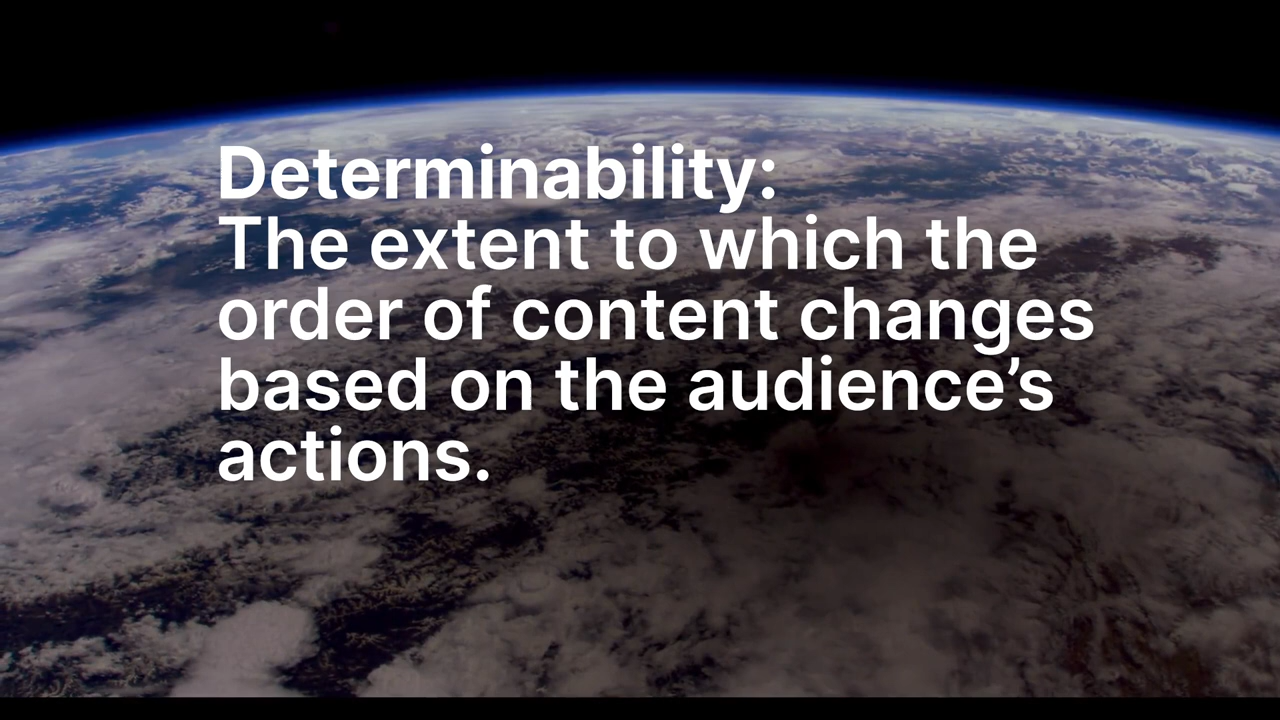 Determinability:
The extent to which the
order of content changes
based on the audience’s
actions.